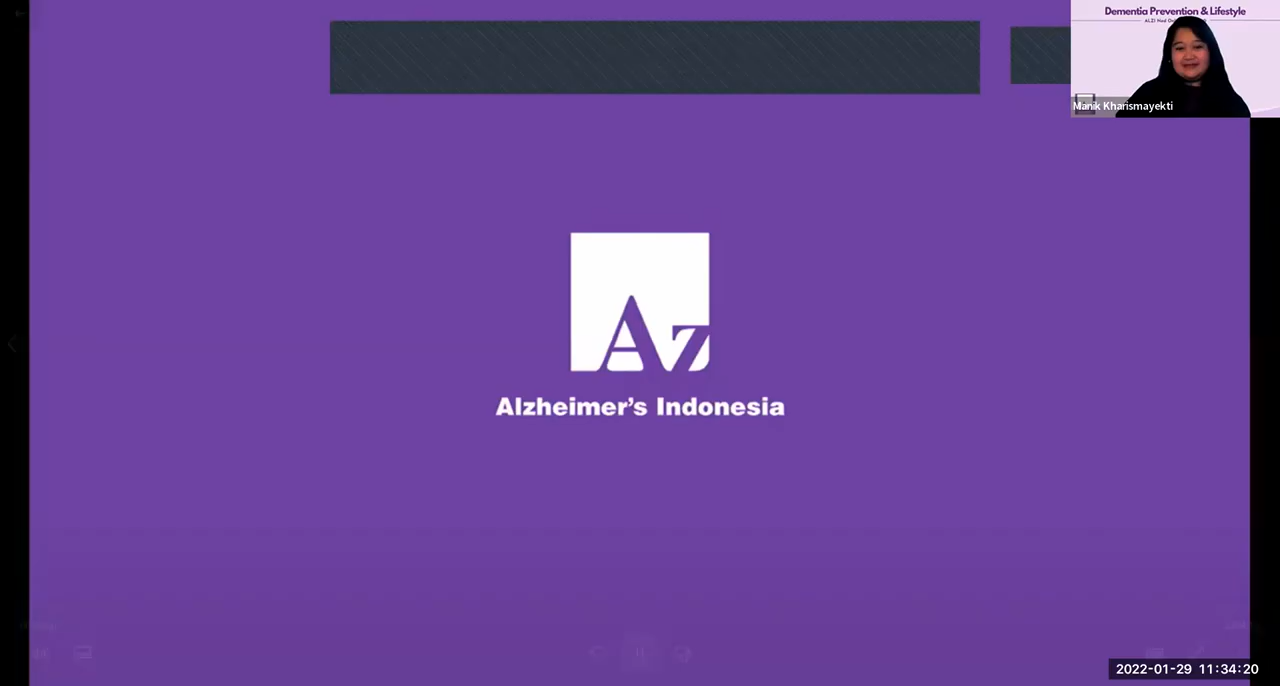 Dementia Prevention & Lifestyle
Manik Kharismayekti
Az
Alzheimer's Indonesia
2022-01-29 11:34:20